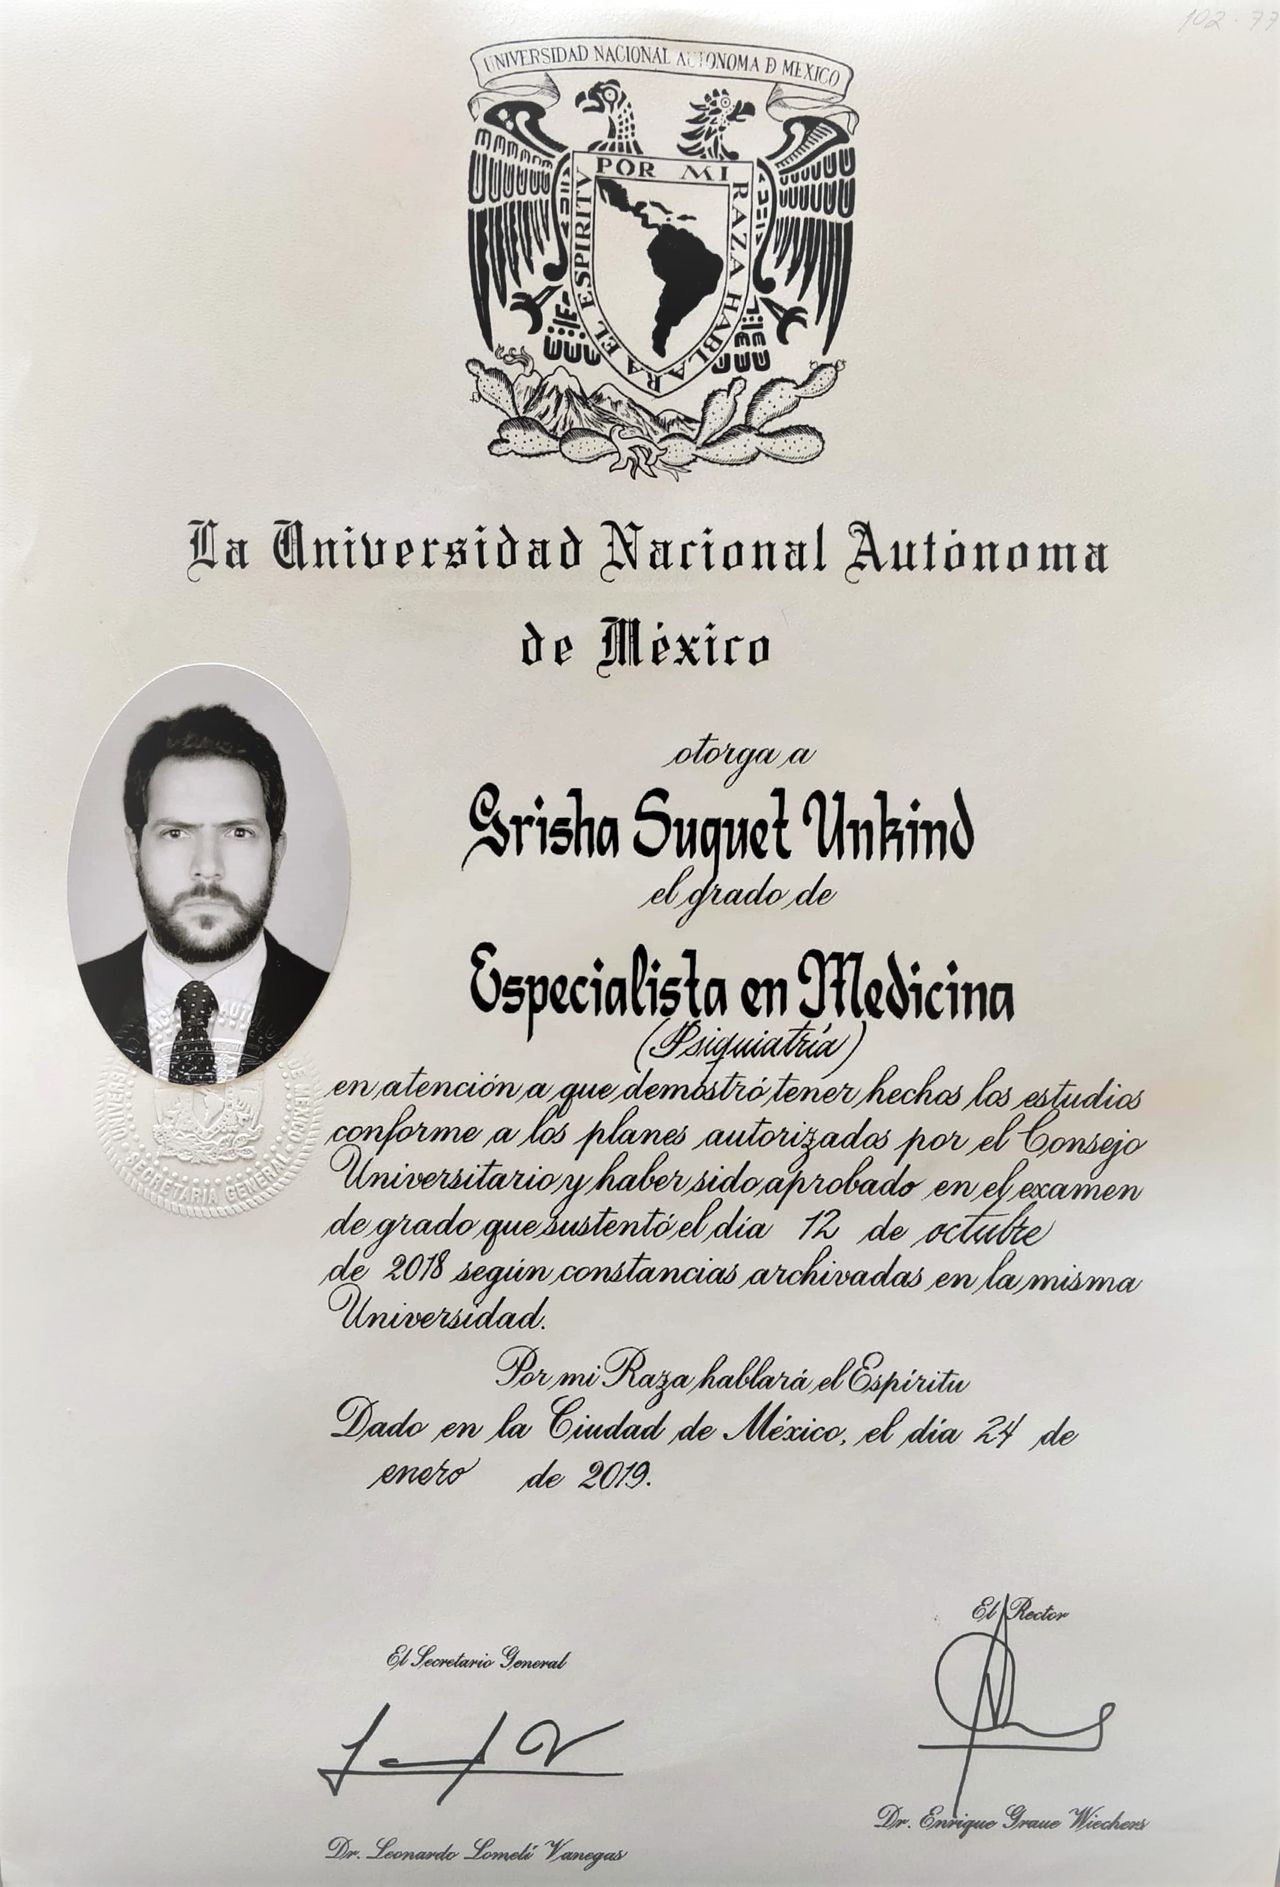 102-77
UNIVERSIDAD NACIONAL AUTONOMA D MEXICO
POR MI RAZA HABLARA EL ESPIRITV
La Universidad Nacional Autónoma
de México
otorga a
Grisha Suquet Unkind
el grado de
Especialista en Medicina
(Psiquiatría)
en atención a que demostró tener hechos los estudios
conforme a los planes autorizados por el Consejo
Universitario y haber sido aprobado en el examen
de grado que sustentó el día 12 de octubre
de 2018 según constancias archivadas en la misma
Universidad.
Por mi Raza hablará el Espíritu
Dado en la Ciudad de México, el día 24 de
enero de 2019.
SECRETARIA GENERAL
El Rector
El Secretario General
Dr. Enrique Graue Wiechers
Dr. Leonardo Lomelí Vanegas